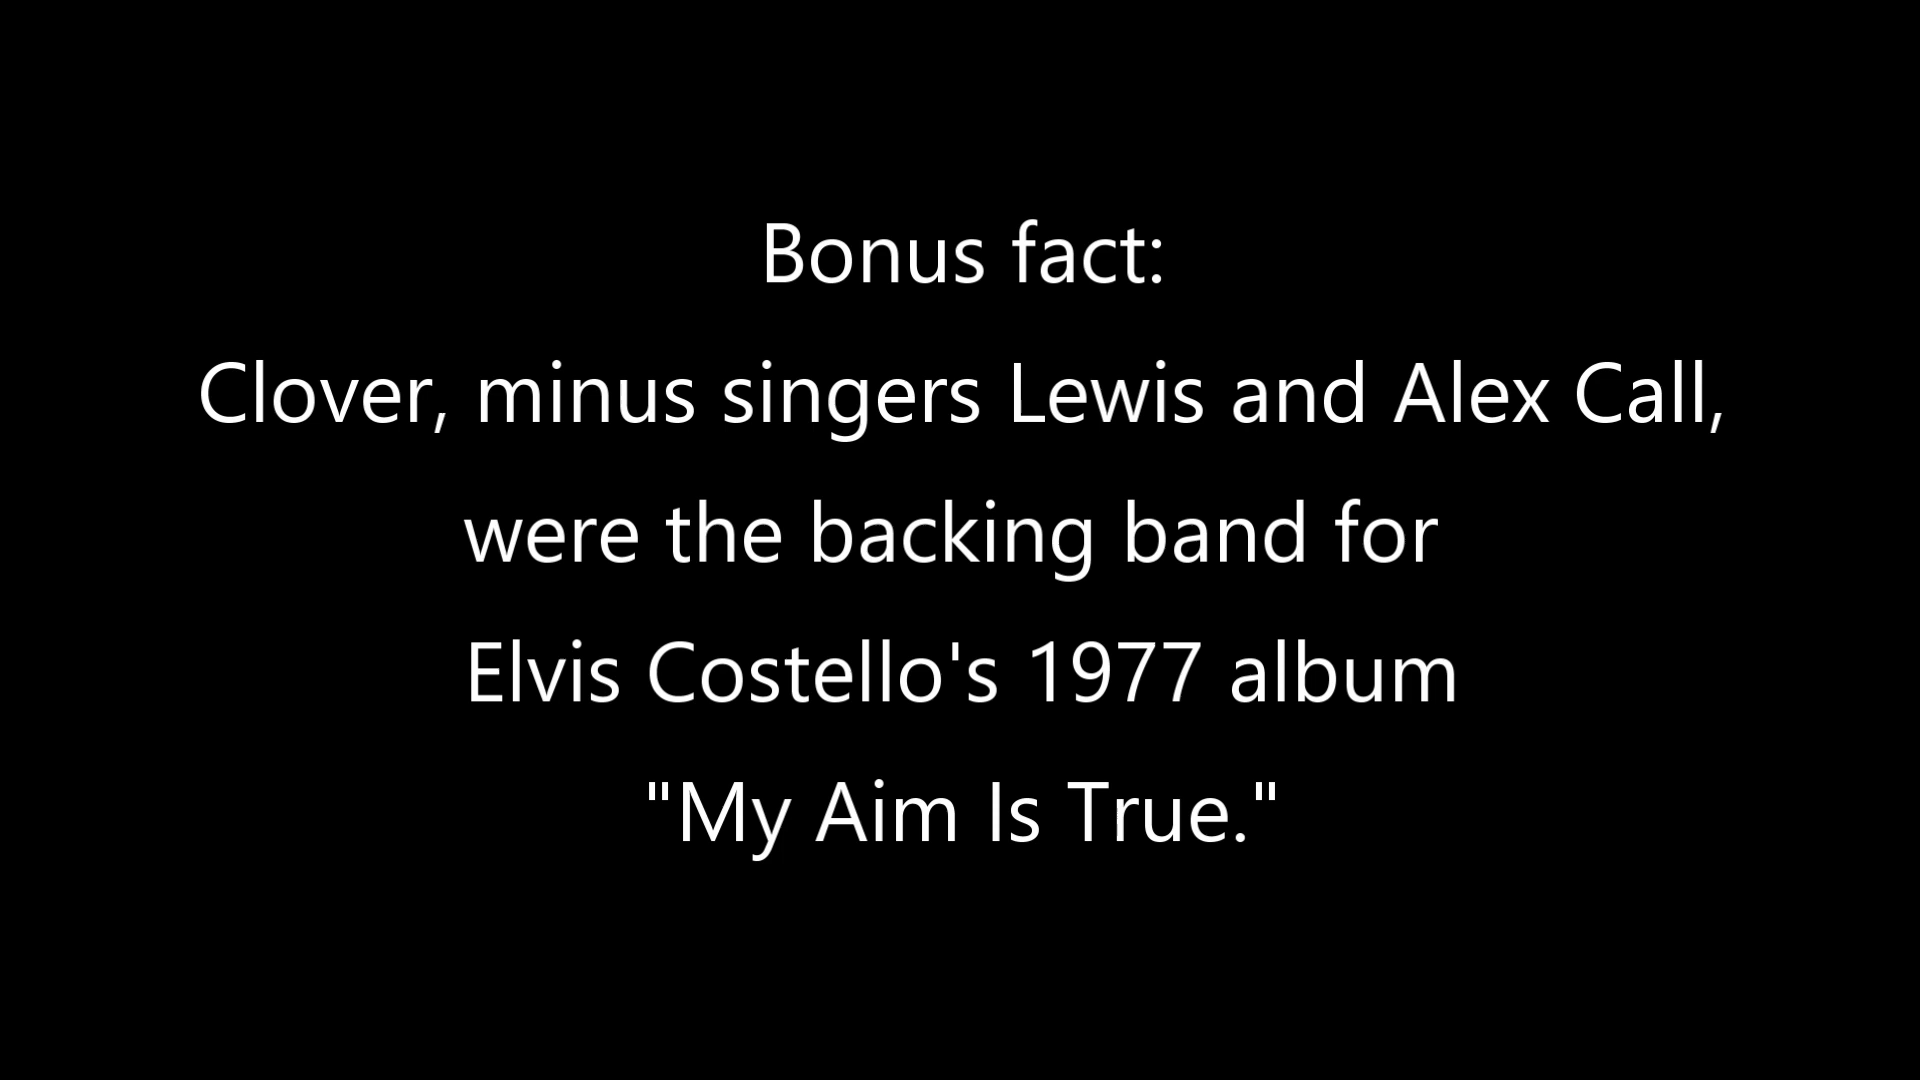 Bonus fact:
Clover, minus singers Lewis and Alex Call,
were the backing band for
Elvis Costello's 1977 album
"My Aim Is True."